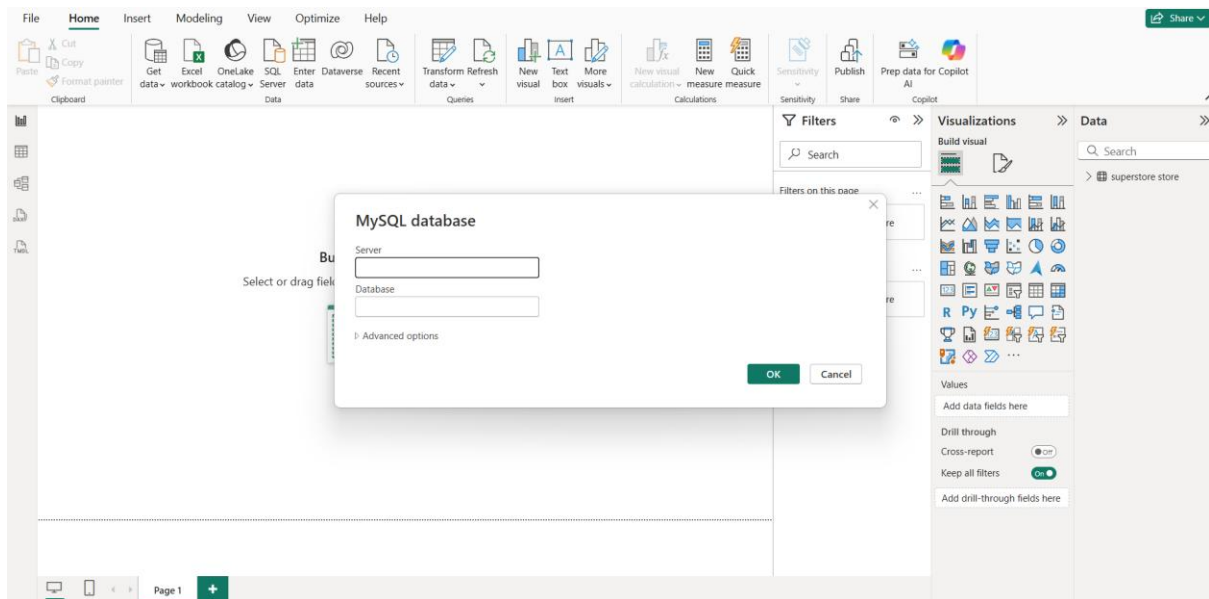 File Home Insert Modeling View Optimize Help
Share
Paste
Cut
Copy
Format painter
Clipboard
Get data
Excel workbook
OneLake catalog
SQL Server
Enter data
Dataverse
Recent sources
Data
Transform data
Refresh
Queries
New visual
Text box
More visuals
Insert
New visual calculation
New measure
Quick measure
Calculations
Sensitivity
Sensitivity
Publish
Share
Prep data for AI
Copilot
Copilot
Bu
Select or drag fiel
MySQL database
Server
Database
Advanced options
OK Cancel
Filters
Search
Filters on this page
re
re
Visualizations
Build visual
123
R Py
Values
Add data fields here
Drill through
Cross-report
Off
Keep all filters
On
Add drill-through fields here
Data
Search
superstore store
Page 1